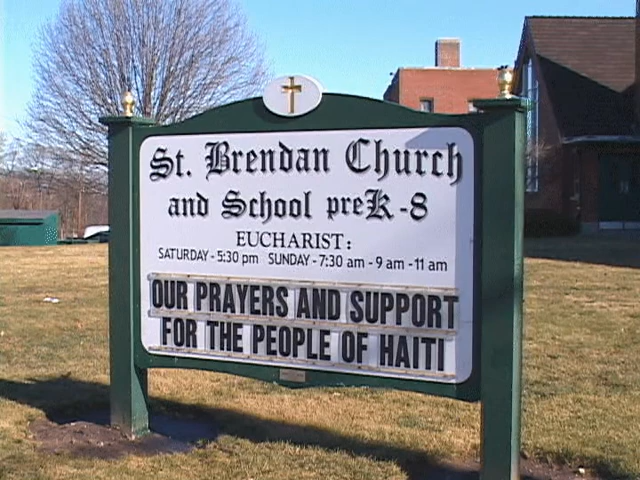 St. Brendan Church
and School preK-8
EUCHARIST:
SATURDAY - 5:30 pm SUNDAY - 7:30 am - 9 am - 11 am
OUR PRAYERS AND SUPPORT
FOR THE PEOPLE OF HAITI